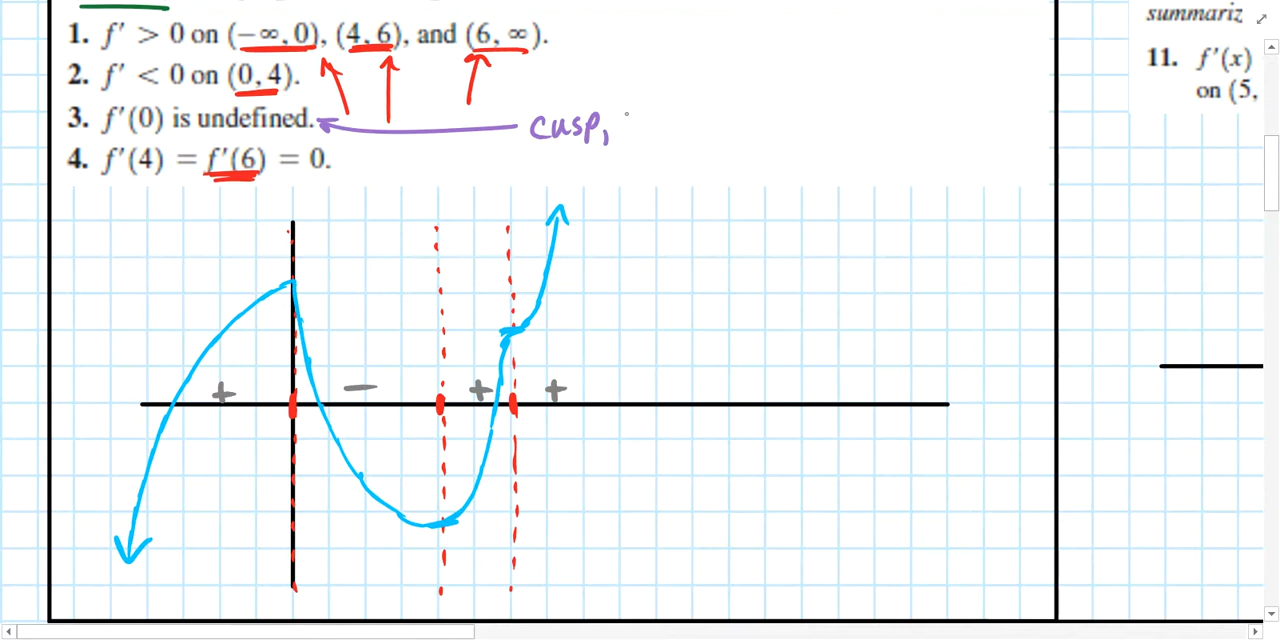 1. f' > 0 on (−∞, 0), (4, 6), and (6, ∞).
2. f' < 0 on (0, 4).
3. f'(0) is undefined.
cusp,
4. f'(4) = f'(6) = 0.
+ − + +
summariz
11. f'(x)
on (5,